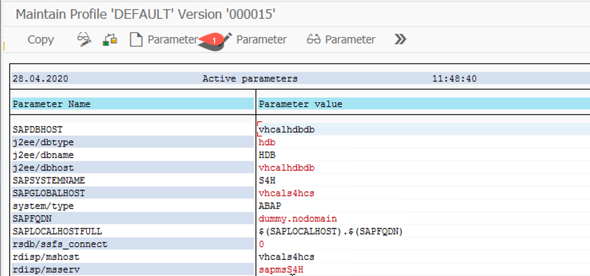 Maintain Profile 'DEFAULT' Version '000015'
Copy Parameter 1 Parameter Parameter
28.04.2020 Active parameters 11:48:40
Parameter Name Parameter value
SAPDBHOST vhcalhdbdb
j2ee/dbtype hdb
j2ee/dbname HDB
j2ee/dbhost vhcalhdbdb
SAPSYSTEMNAME S4H
SAPGLOBALHOST vhcals4hcs
system/type ABAP
SAPFQDN dummy.nodomain
SAPLOCALHOSTFULL $(SAPLOCALHOST).$(SAPFQDN)
rsdb/ssfs_connect 0
rdisp/mshost vhcals4hcs
rdisp/msserv sapmsS4H